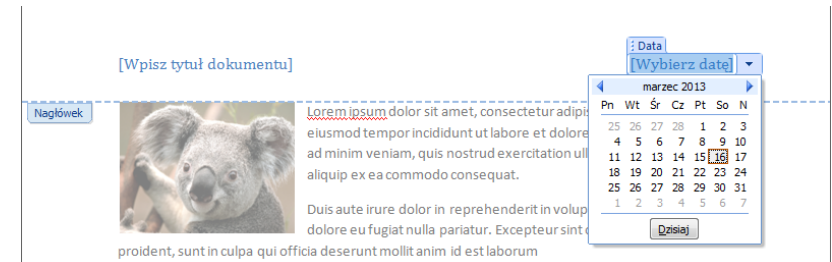 Data
[Wpisz tytuł dokumentu]
[Wybierz datę]
Nagłówek
marzec 2013
Pn Wt Śr Cz Pt So N
25 26 27 28 1 2 3
4 5 6 7 8 9 10
11 12 13 14 15 16 17
18 19 20 21 22 23 24
25 26 27 28 29 30 31
1 2 3 4 5 6 7
Dzisiaj
Lorem ipsum dolor sit amet, consectetur
eiusmod tempor incididunt ut labore et dolore
ad minim veniam, quis nostrud exercitation
aliquip ex ea commodo consequat.
Duis aute irure dolor in reprehenderit in
dolore eu fugiat nulla pariatur. Excepteur sint
proident, sunt in culpa qui officia deserunt mollit anim id est laborum